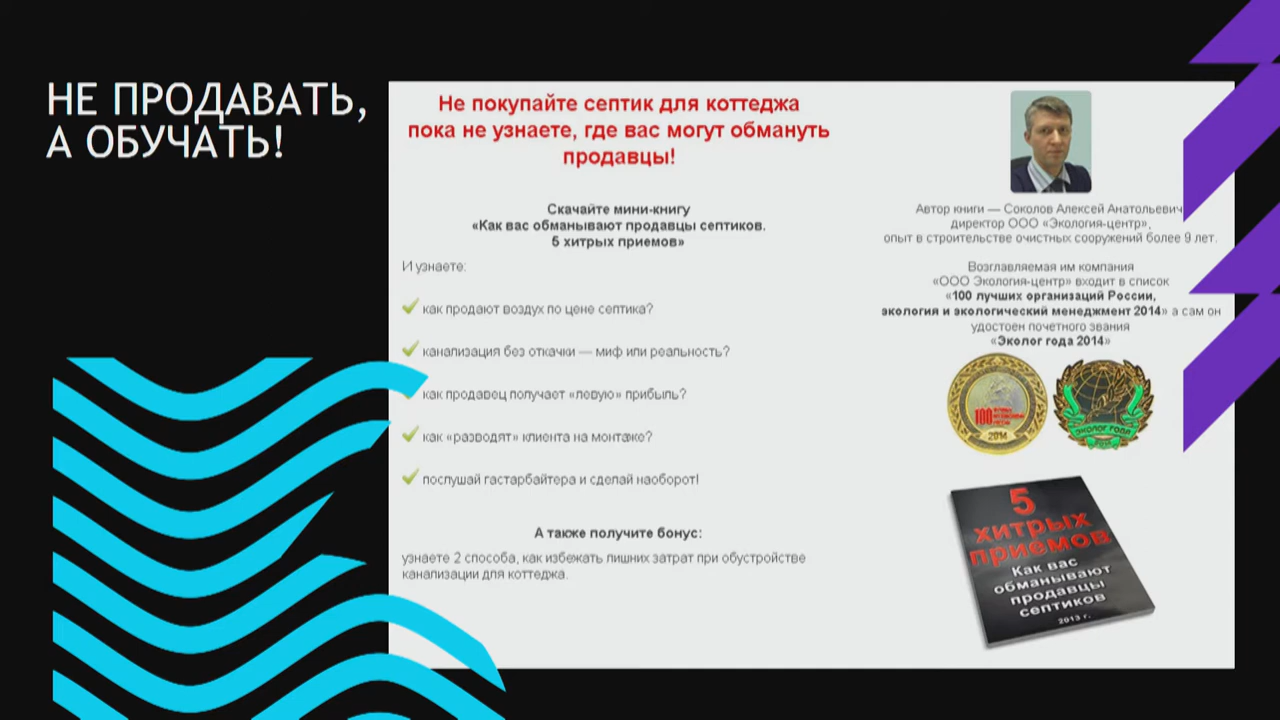 НЕ ПРОДАВАТЬ,
А ОБУЧАТЬ!
Не покупайте септик для коттеджа
пока не узнаете, где вас могут обмануть
продавцы!
Скачайте мини-книгу
«Как вас обманывают продавцы септиков.
5 хитрых приемов»
И узнаете:
как продают воздух по цене септика?
канализация без откачки — миф или реальность?
как продавец получает «левую» прибыль?
как «разводят» клиента на монтаже?
послушай гастарбайтера и сделай наоборот!
А также получите бонус:
узнаете 2 способа, как избежать лишних затрат при обустройстве
канализации для коттеджа.
Автор книги — Соколов Алексей Анатольевич
директор ООО «Экология-центр»,
опыт в строительстве очистных сооружений более 9 лет.
Возглавляемая им компания
«ООО Экология-центр» входит в список
«100 лучших организаций России,
экология и экологический менеджмент 2014» а сам он
удостоен почетного звания
«Эколог года 2014»
100
2014
ЭКОЛОГ ГОДА
5
хитрых
приемов
Как вас
обманывают
продавцы
септиков
2013 г.